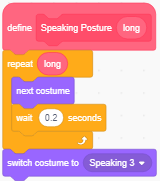 define Speaking Posture long
repeat long
next costume
wait 0.2 seconds
switch costume to Speaking 3